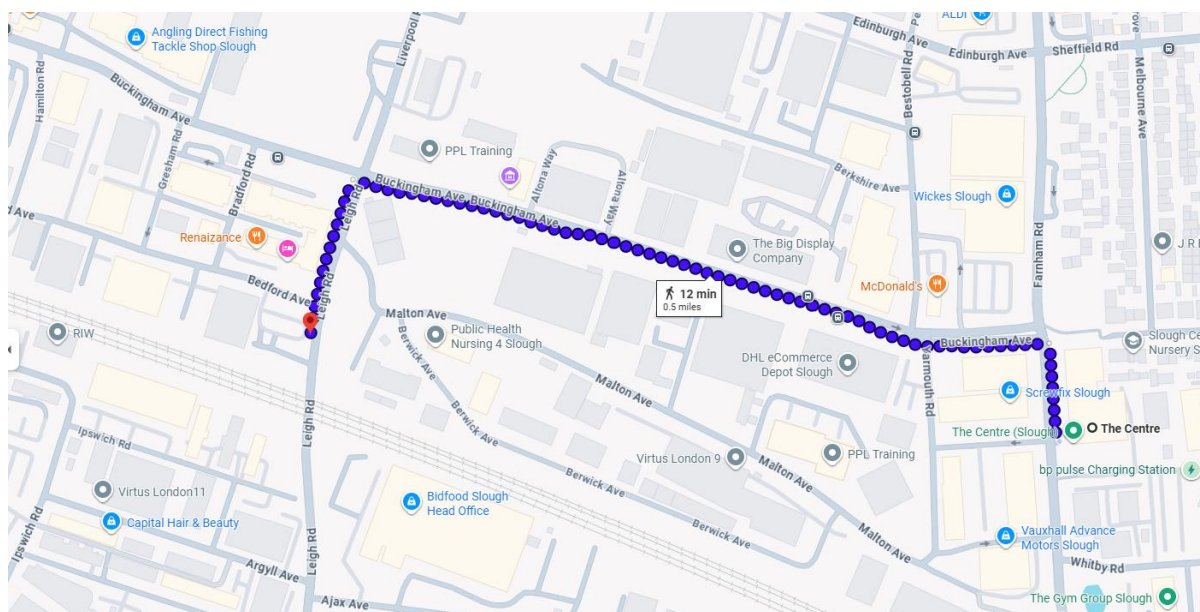 Angling Direct Fishing
Tackle Shop Slough
Liverpool R
Edinburgh Ave
ALDI
Edinburgh Ave
Sheffield Rd
Hamilton Rd
Buckingham Ave
Gresham Rd
Bradford Rd
PPL Training
Altona Way
Altona Way
Bestobell Rd
Melbourne Ave
Berkshire Ave
Wickes Slough
Buckingham Ave
Buckingham Ave
Leigh Rd
d Ave
Renaizance
The Big Display
Company
Farnham Rd
J R
McDonald's
Bedford Ave
Leigh Rd
12 min
0.5 miles
RIW
Malton Ave
Public Health
Nursing 4 Slough
Buckingham Ave
Slough Ce
Nursery S
DHL eCommerce
Depot Slough
Yarmouth Rd
Berwick Ave
Malton Ave
Screwfix Slough
Berwick Ave
The Centre (Slough)
The Centre
Ipswich Rd
Leigh Rd
Virtus London 9
PPL Training
Malton Ave
bp pulse Charging Station
Berwick Ave
Virtus London11
Bidfood Slough
Head Office
Capital Hair & Beauty
Ipswich Rd
Berwick Ave
Malton Ave
Vauxhall Advance
Motors Slough
Leigh Rd
Argyll Ave
Whitby Rd
Ajax Ave
The Gym Group Slough